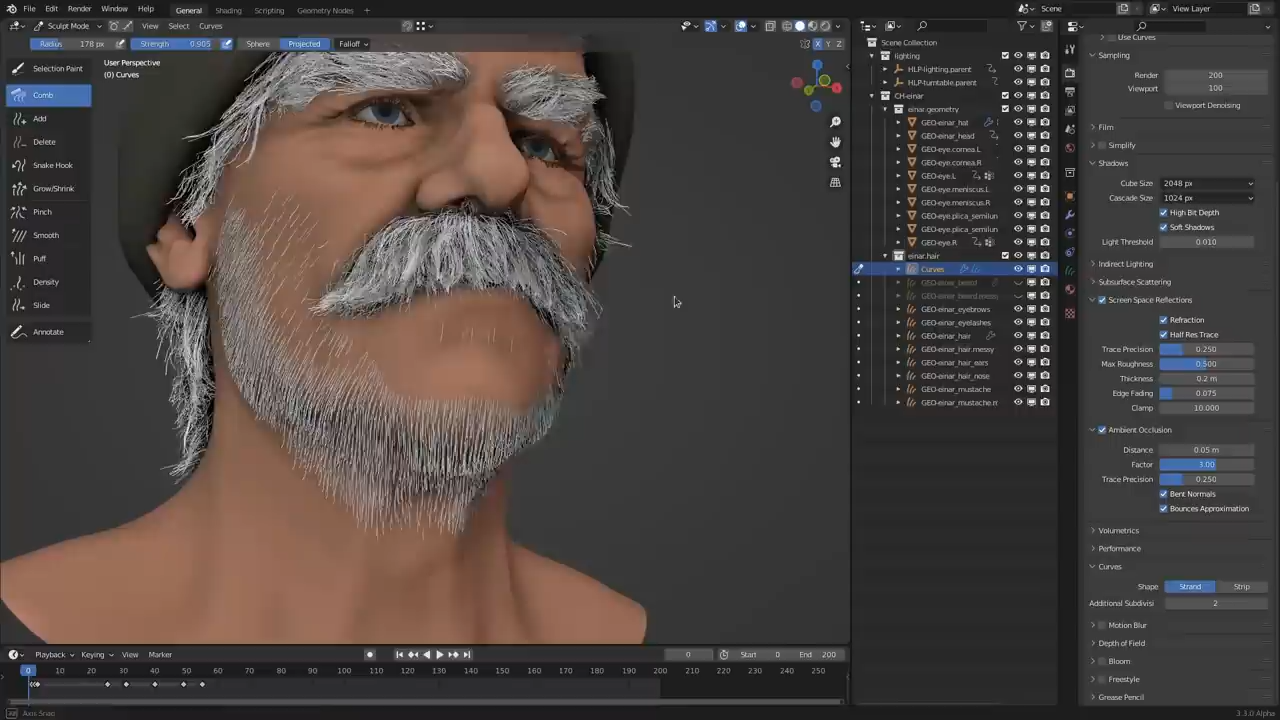 File Edit Render Window Help General Shading Scripting Geometry Nodes + Scene View Layer
Sculpt Mode View Select Curves
Radius 178 px Strength 0.905 Sphere Projected Falloff X Y Z
User Perspective
(0) Curves
Selection Paint
Comb
Add
Delete
Snake Hook
Grow/Shrink
Pinch
Smooth
Puff
Density
Slide
Annotate
Scene Collection
lighting
HLP-lighting.parent
HLP-turntable.parent
CH-einar
einar.geometry
GEO-einar_hat
GEO-einar_head
GEO-eye.cornea.L
GEO-eye.cornea.R
GEO-eye.L
GEO-eye.meniscus.L
GEO-eye.meniscus.R
GEO-eye.plica_semilun
GEO-eye.plica_semilun
GEO-eye.R
einar.hair
Curves
GEO-einar_beard
GEO-einar_beard.messy
GEO-einar_eyebrows
GEO-einar_eyelashes
GEO-einar_hair
GEO-einar_hair.messy
GEO-einar_hair_ears
GEO-einar_hair_nose
GEO-einar_mustache
GEO-einar_mustache.n
Use Curves
Sampling
Render 200
Viewport 100
Viewport Denoising
Film
Simplify
Shadows
Cube Size 2048 px
Cascade Size 1024 px
High Bit Depth
Soft Shadows
Light Threshold 0.010
Indirect Lighting
Subsurface Scattering
Screen Space Reflections
Refraction
Half Res Trace
Trace Precision 0.250
Max Roughness 0.500
Thickness 0.2 m
Edge Fading 0.075
Clamp 10.000
Ambient Occlusion
Distance 0.05 m
Factor 3.00
Trace Precision 0.250
Bent Normals
Bounces Approximation
Volumetrics
Performance
Curves
Shape Strand Strip
Additional Subdivisi 2
Motion Blur
Depth of Field
Bloom
Freestyle
Grease Pencil
Playback Keying View Marker 0 Start 0 End 200
0 10 20 30 40 50 60 70 80 90 100 110 120 130 140 150 160 170 180 190 200 210 220 230 240 250
Axis Snap 3.3.0 Alpha